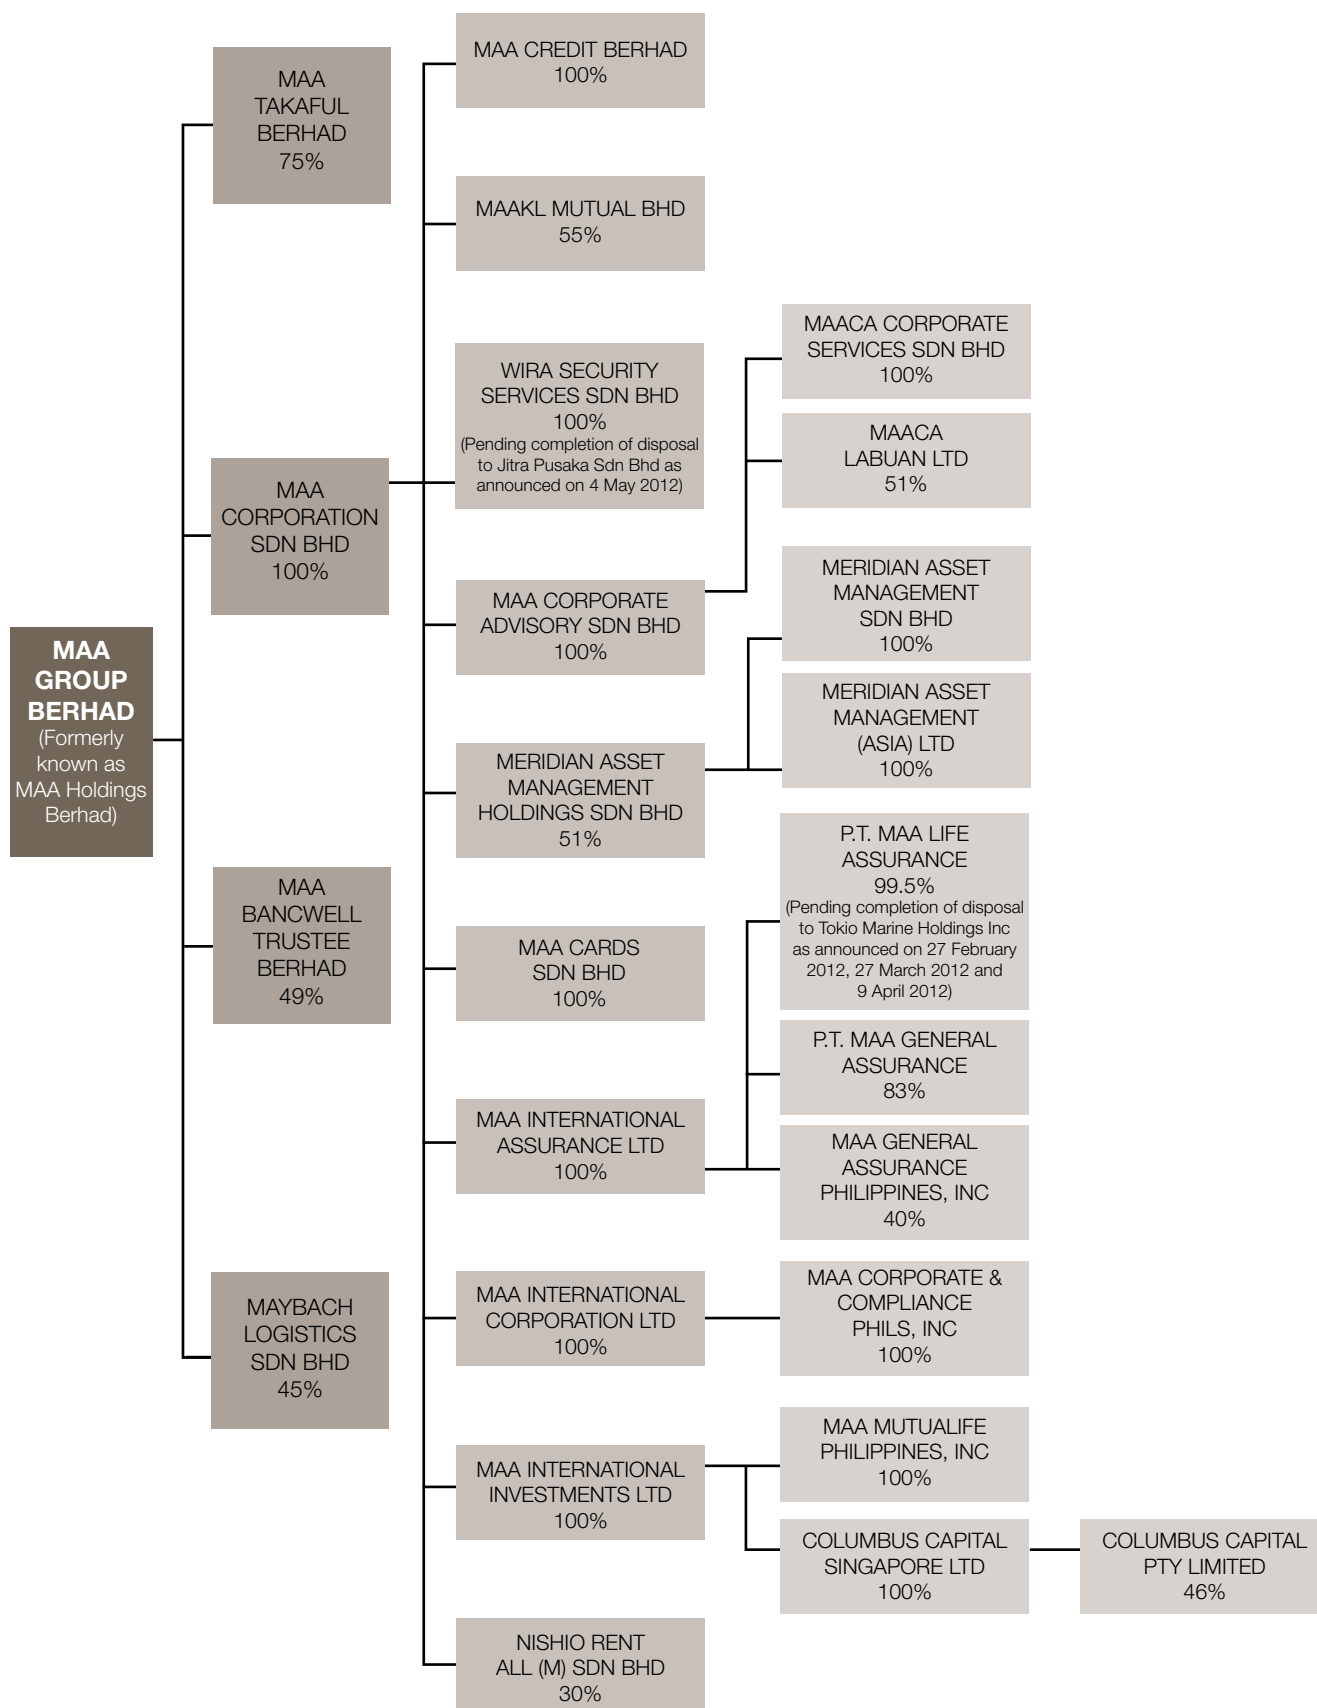 MAA
GROUP
BERHAD
(Formerly
known as
MAA Holdings
Berhad)
MAA
TAKAFUL
BERHAD
75%
MAA
CORPORATION
SDN BHD
100%
MAA
BANCWELL
TRUSTEE
BERHAD
49%
MAYBACH
LOGISTICS
SDN BHD
45%
MAA CREDIT BERHAD
100%
MAAKL MUTUAL BHD
55%
WIRA SECURITY
SERVICES SDN BHD
100%
(Pending completion of disposal
to Jitra Pusaka Sdn Bhd as
announced on 4 May 2012)
MAA CORPORATE
ADVISORY SDN BHD
100%
MERIDIAN ASSET
MANAGEMENT
HOLDINGS SDN BHD
51%
MAA CARDS
SDN BHD
100%
MAA INTERNATIONAL
ASSURANCE LTD
100%
MAA INTERNATIONAL
CORPORATION LTD
100%
MAA INTERNATIONAL
INVESTMENTS LTD
100%
NISHIO RENT
ALL (M) SDN BHD
30%
MAACA CORPORATE
SERVICES SDN BHD
100%
MAACA
LABUAN LTD
51%
MERIDIAN ASSET
MANAGEMENT
SDN BHD
100%
MERIDIAN ASSET
MANAGEMENT
(ASIA) LTD
100%
P.T. MAA LIFE
ASSURANCE
99.5%
(Pending completion of disposal
to Tokio Marine Holdings Inc
as announced on 27 February
2012, 27 March 2012 and
9 April 2012)
P.T. MAA GENERAL
ASSURANCE
83%
MAA GENERAL
ASSURANCE
PHILIPPINES, INC
40%
MAA CORPORATE &
COMPLIANCE
PHILS, INC
100%
MAA MUTUALIFE
PHILIPPINES, INC
100%
COLUMBUS CAPITAL
SINGAPORE LTD
100%
COLUMBUS CAPITAL
PTY LIMITED
46%